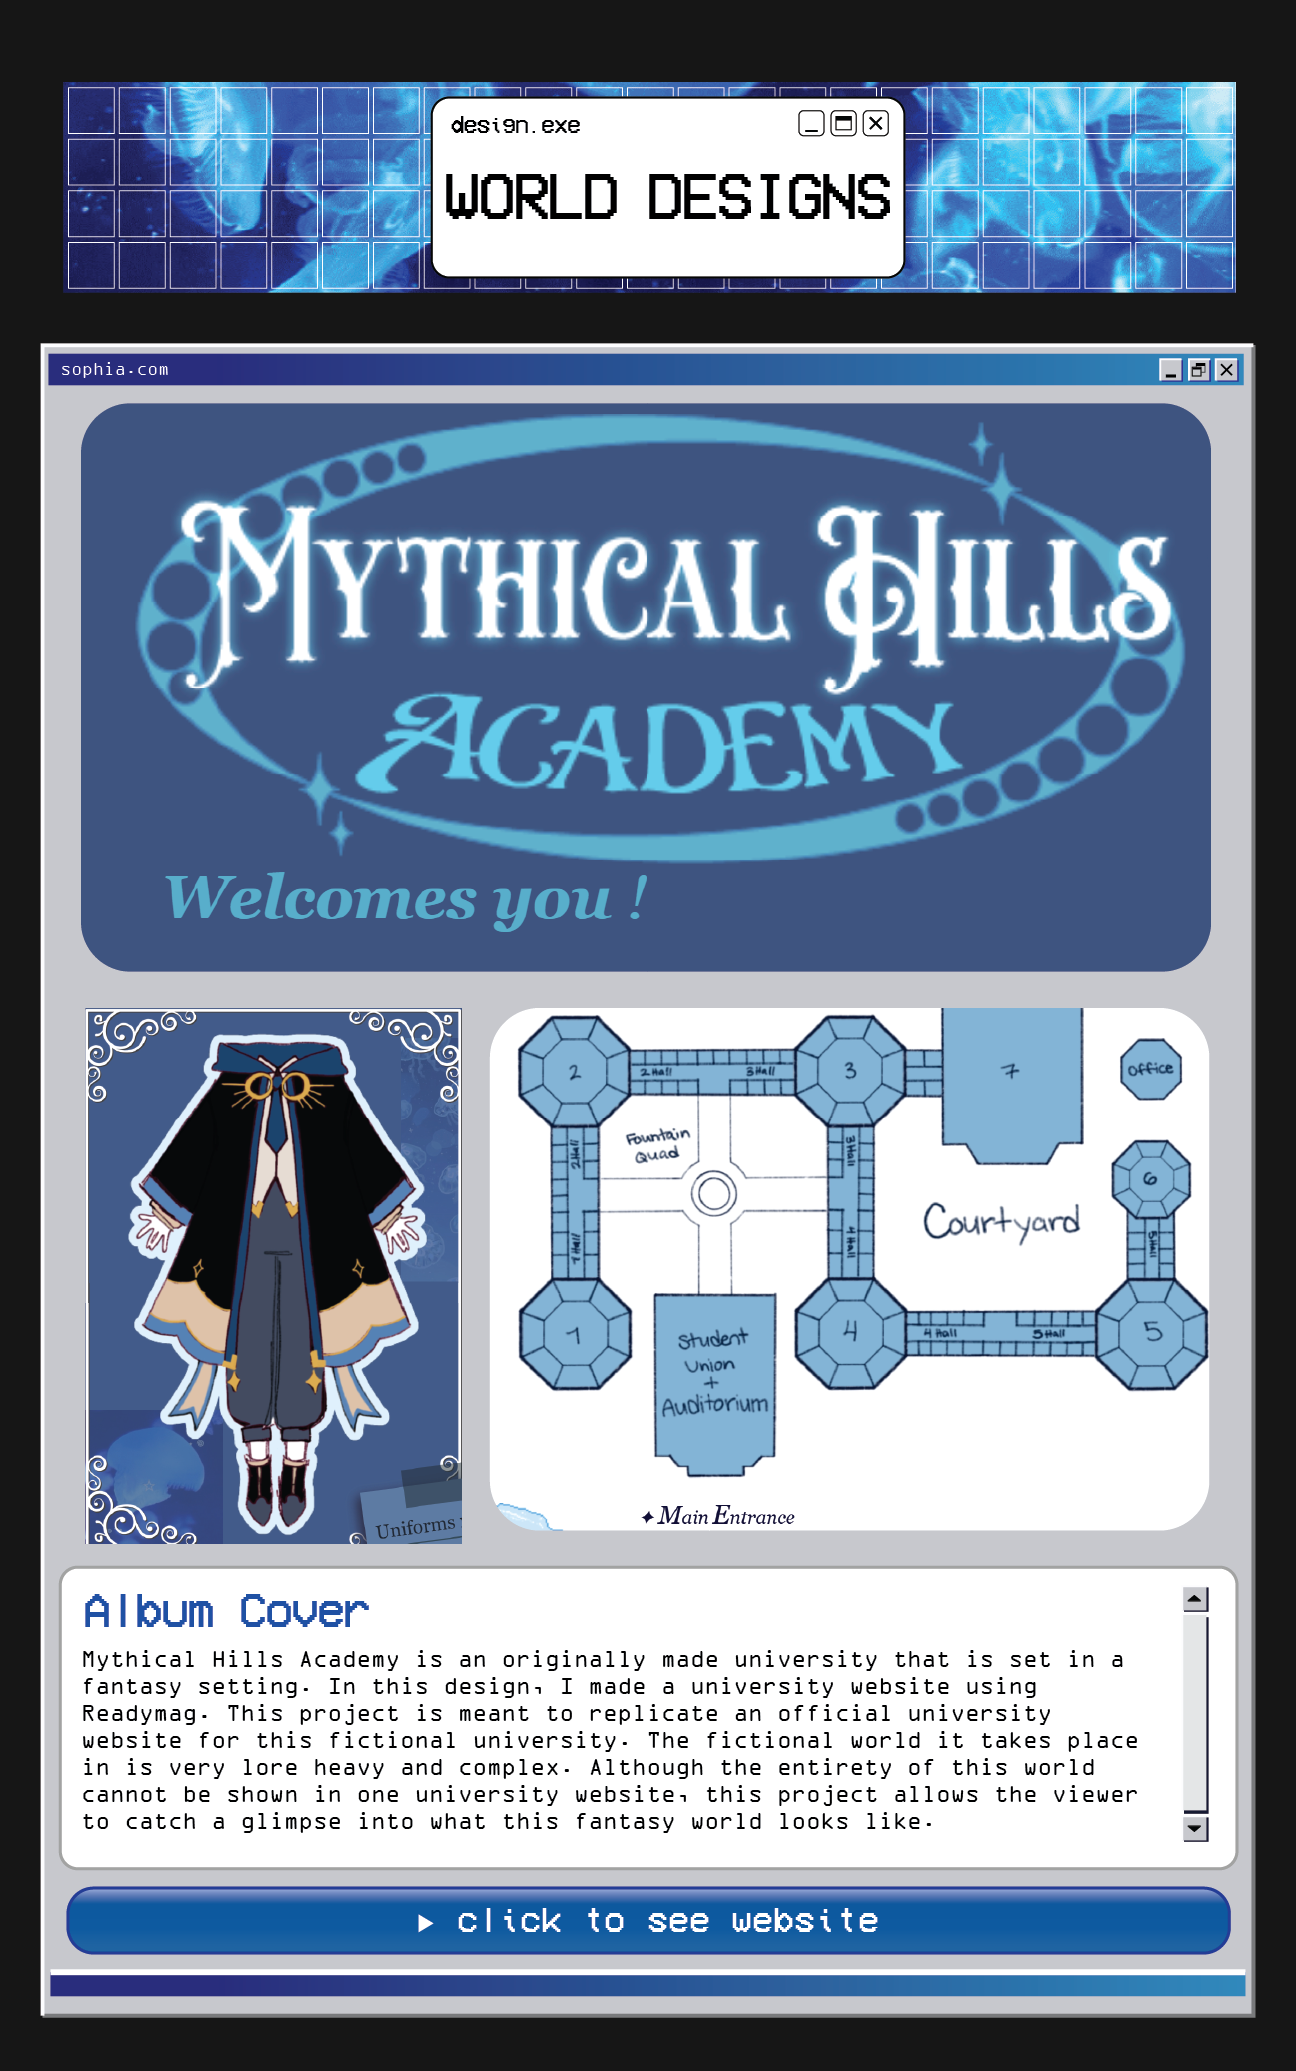 design.exe
WORLD DESIGNS
sophia.com
MYTHICAL HILLS
ACADEMY
Welcomes you !
Uniforms
2
2 Hall
3 Hall
3
7
office
Fountain
Quad
2 Hall
3 Hall
6
Courtyard
1 Hall
4 Hall
5 Hall
1
Student
Union
+
Auditorium
4
4 Hall
5 Hall
5
Main Entrance
Album Cover
Mythical Hills Academy is an originally made university that is set in a
fantasy setting. In this design, I made a university website using
Readymag. This project is meant to replicate an official university
website for this fictional university. The fictional world it takes place
in is very lore heavy and complex. Although the entirety of this world
cannot be shown in one university website, this project allows the viewer
to catch a glimpse into what this fantasy world looks like.
click to see website